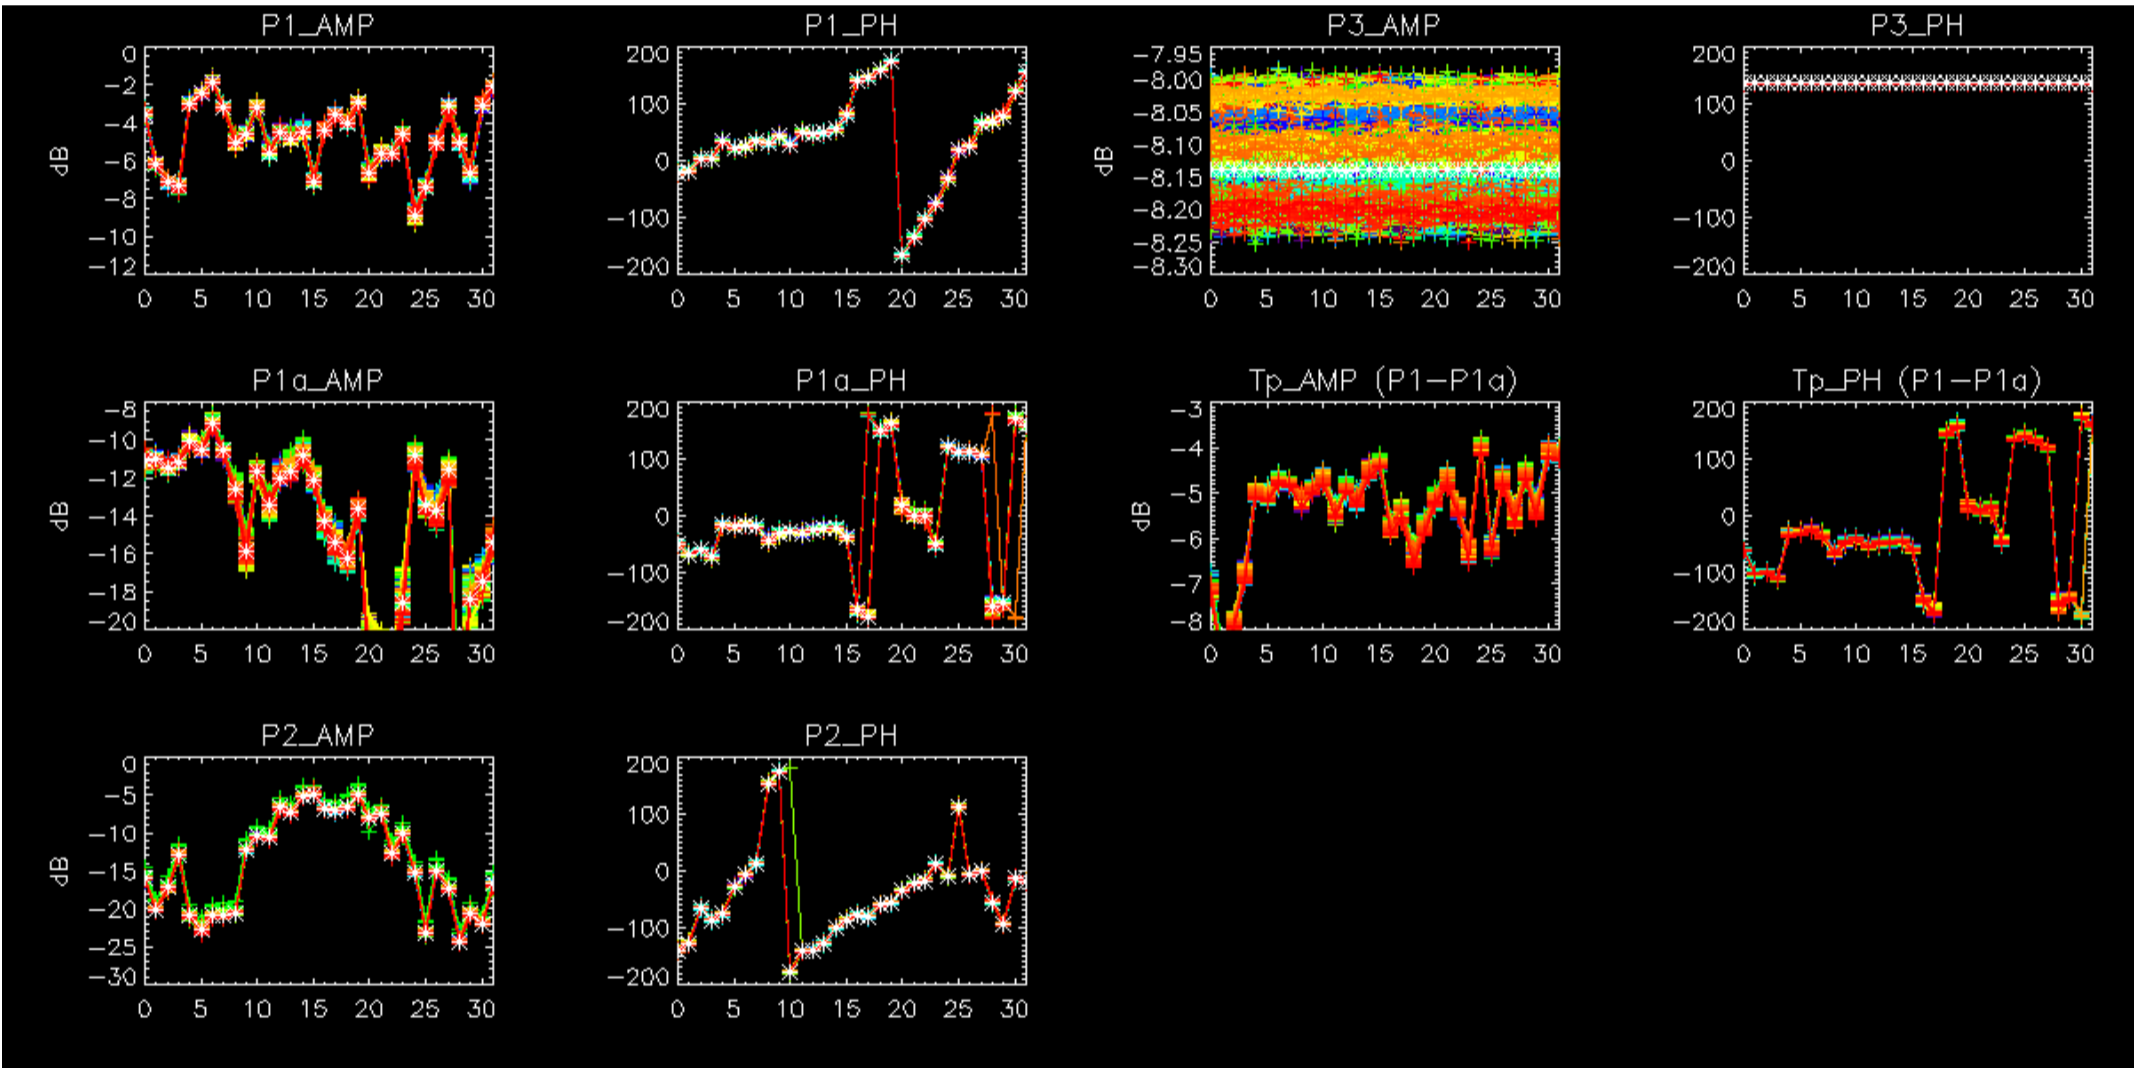 P1_AMP
dB
0
-2
-4
-6
-8
-10
-12
0 5 10 15 20 25 30
P1_PH
200
100
0
-100
-200
0 5 10 15 20 25 30
P3_AMP
dB
-7.95
-8.00
-8.05
-8.10
-8.15
-8.20
-8.25
-8.30
0 5 10 15 20 25 30
P3_PH
200
100
0
-100
-200
0 5 10 15 20 25 30
P1a_AMP
dB
-8
-10
-12
-14
-16
-18
-20
0 5 10 15 20 25 30
P1a_PH
200
100
0
-100
-200
0 5 10 15 20 25 30
Tp_AMP (P1-P1a)
dB
-3
-4
-5
-6
-7
-8
0 5 10 15 20 25 30
Tp_PH (P1-P1a)
200
100
0
-100
-200
0 5 10 15 20 25 30
P2_AMP
dB
0
-5
-10
-15
-20
-25
-30
0 5 10 15 20 25 30
P2_PH
200
100
0
-100
-200
0 5 10 15 20 25 30